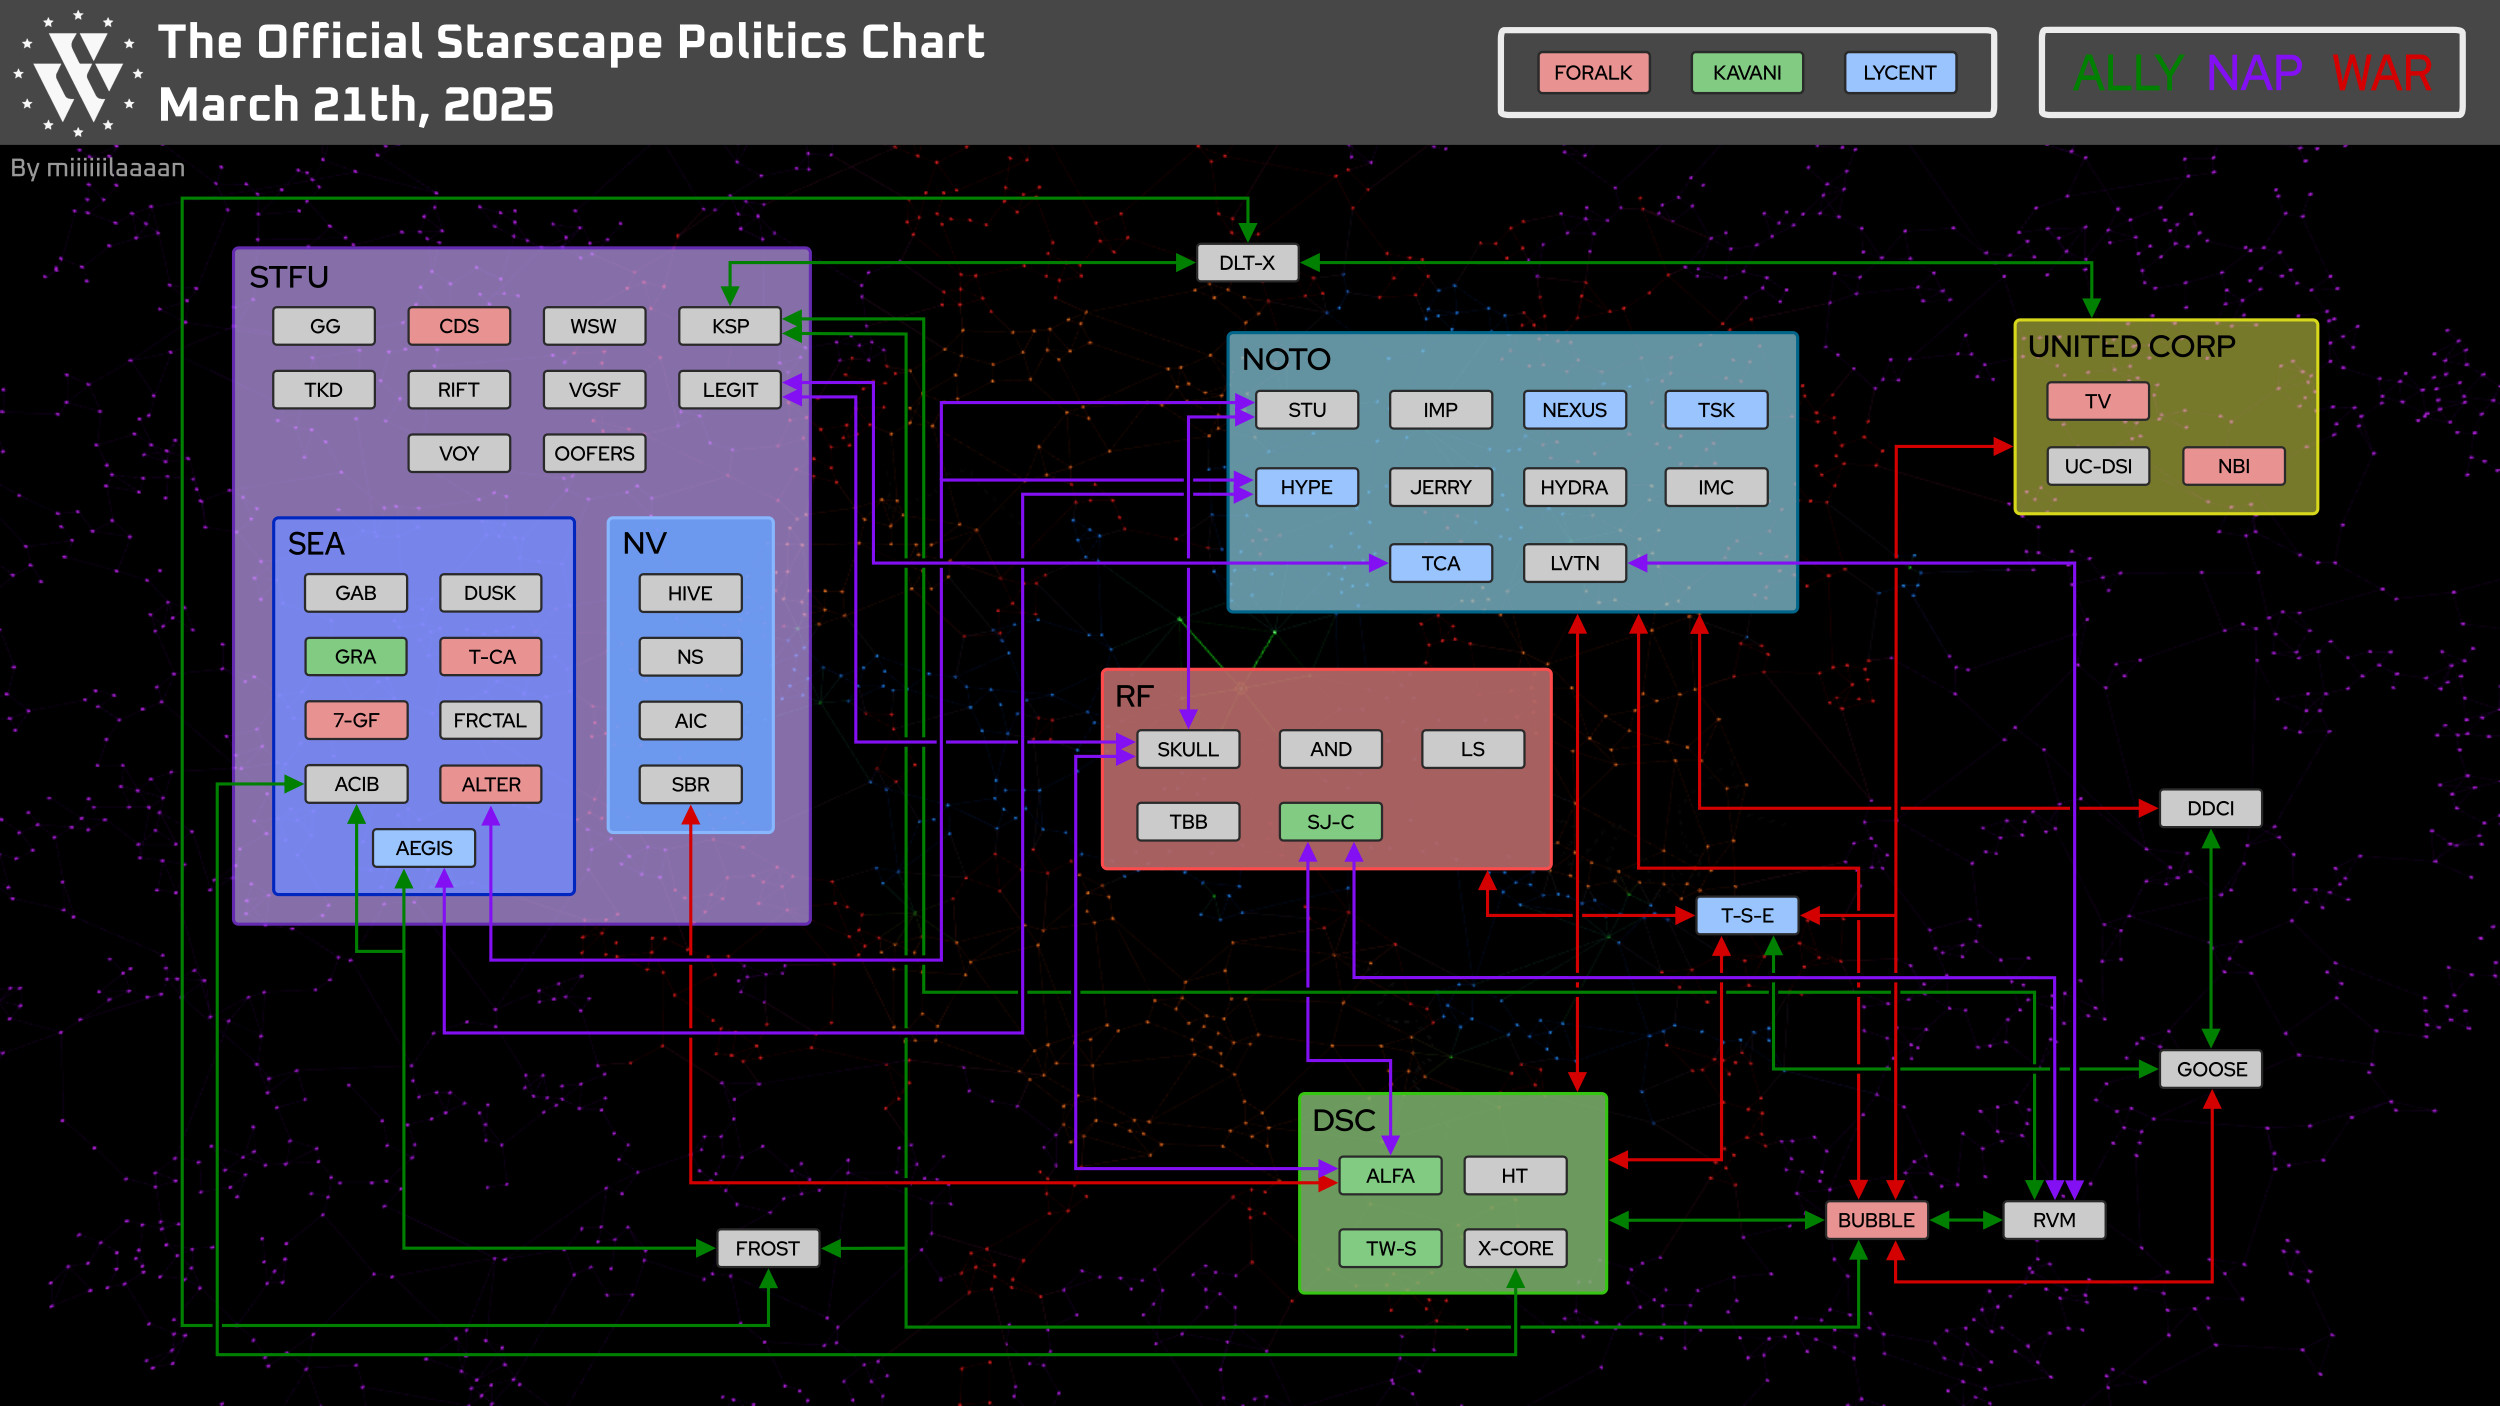 The Official Starscape Politics Chart
March 21th, 2025
FORALK KAVANI LYCENT
ALLY NAP WAR
By miiiiiilaaaan
DLT-X
STFU
GG CDS WSW KSP
TKD RIFT VGSF LEGIT
VOY OOFERS
SEA
GAB DUSK
GRA T-CA
7-GF FRCTAL
ACIB ALTER
AEGIS
NV
HIVE
NS
AIC
SBR
NOTO
STU IMP NEXUS TSK
HYPE JERRY HYDRA IMC
TCA LVTN
UNITED CORP
TV
UC-DSI NBI
RF
SKULL AND LS
TBB SJ-C
DDCI
T-S-E
GOOSE
DSC
ALFA HT
TW-S X-CORE
BUBBLE RVM
FROST